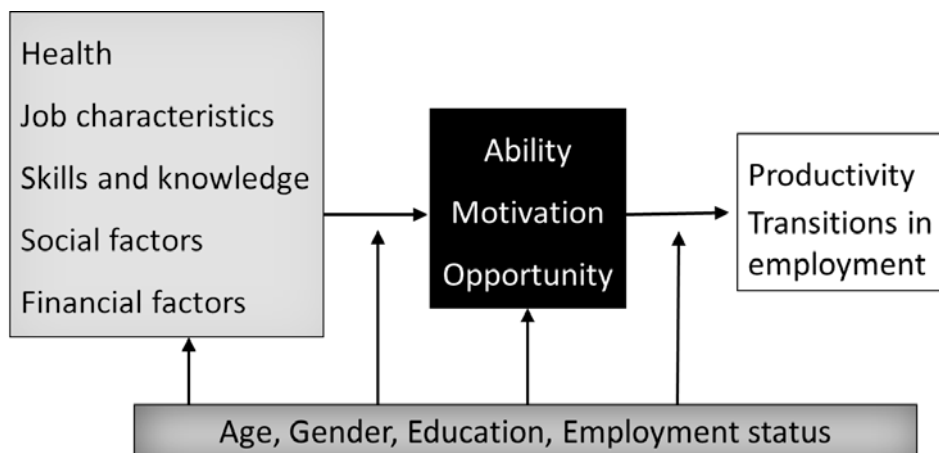 Health
Job characteristics
Skills and knowledge
Social factors
Financial factors
Ability
Motivation
Opportunity
Productivity
Transitions in
employment
Age, Gender, Education, Employment status